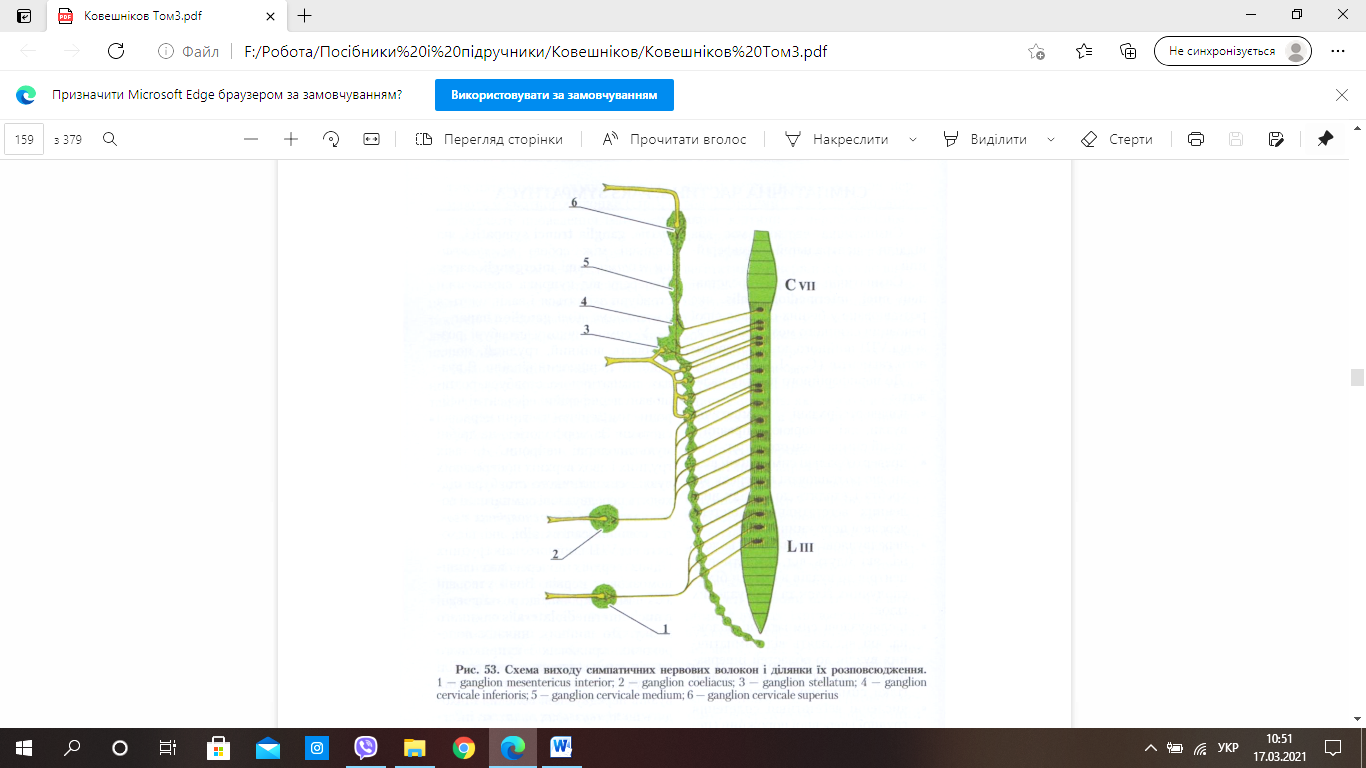 Ковешніков Том3.pdf
Файл
F:/Робота/Посібники%20і%20підручники/Ковешніков/Ковешніков%20Том3.pdf
Не синхронізується
Призначити Microsoft Edge браузером за замовчуванням?
Використовувати за замовчуванням
159
з 379
Перегляд сторінки
Прочитати вголос
Накреслити
Виділити
Стерти
6
5
C VII
4
3
2
L III
1
Рис. 53. Схема виходу симпатичних нервових волокон і ділянки їх розповсюдження.
1 — ganglion mesentericus interior; 2 — ganglion coeliacus; 3 — ganglion stellatum; 4 — ganglion
cervicale inferioris; 5 — ganglion cervicale medium; 6 — ganglion cervicale superius
УКР
10:51
17.03.2021